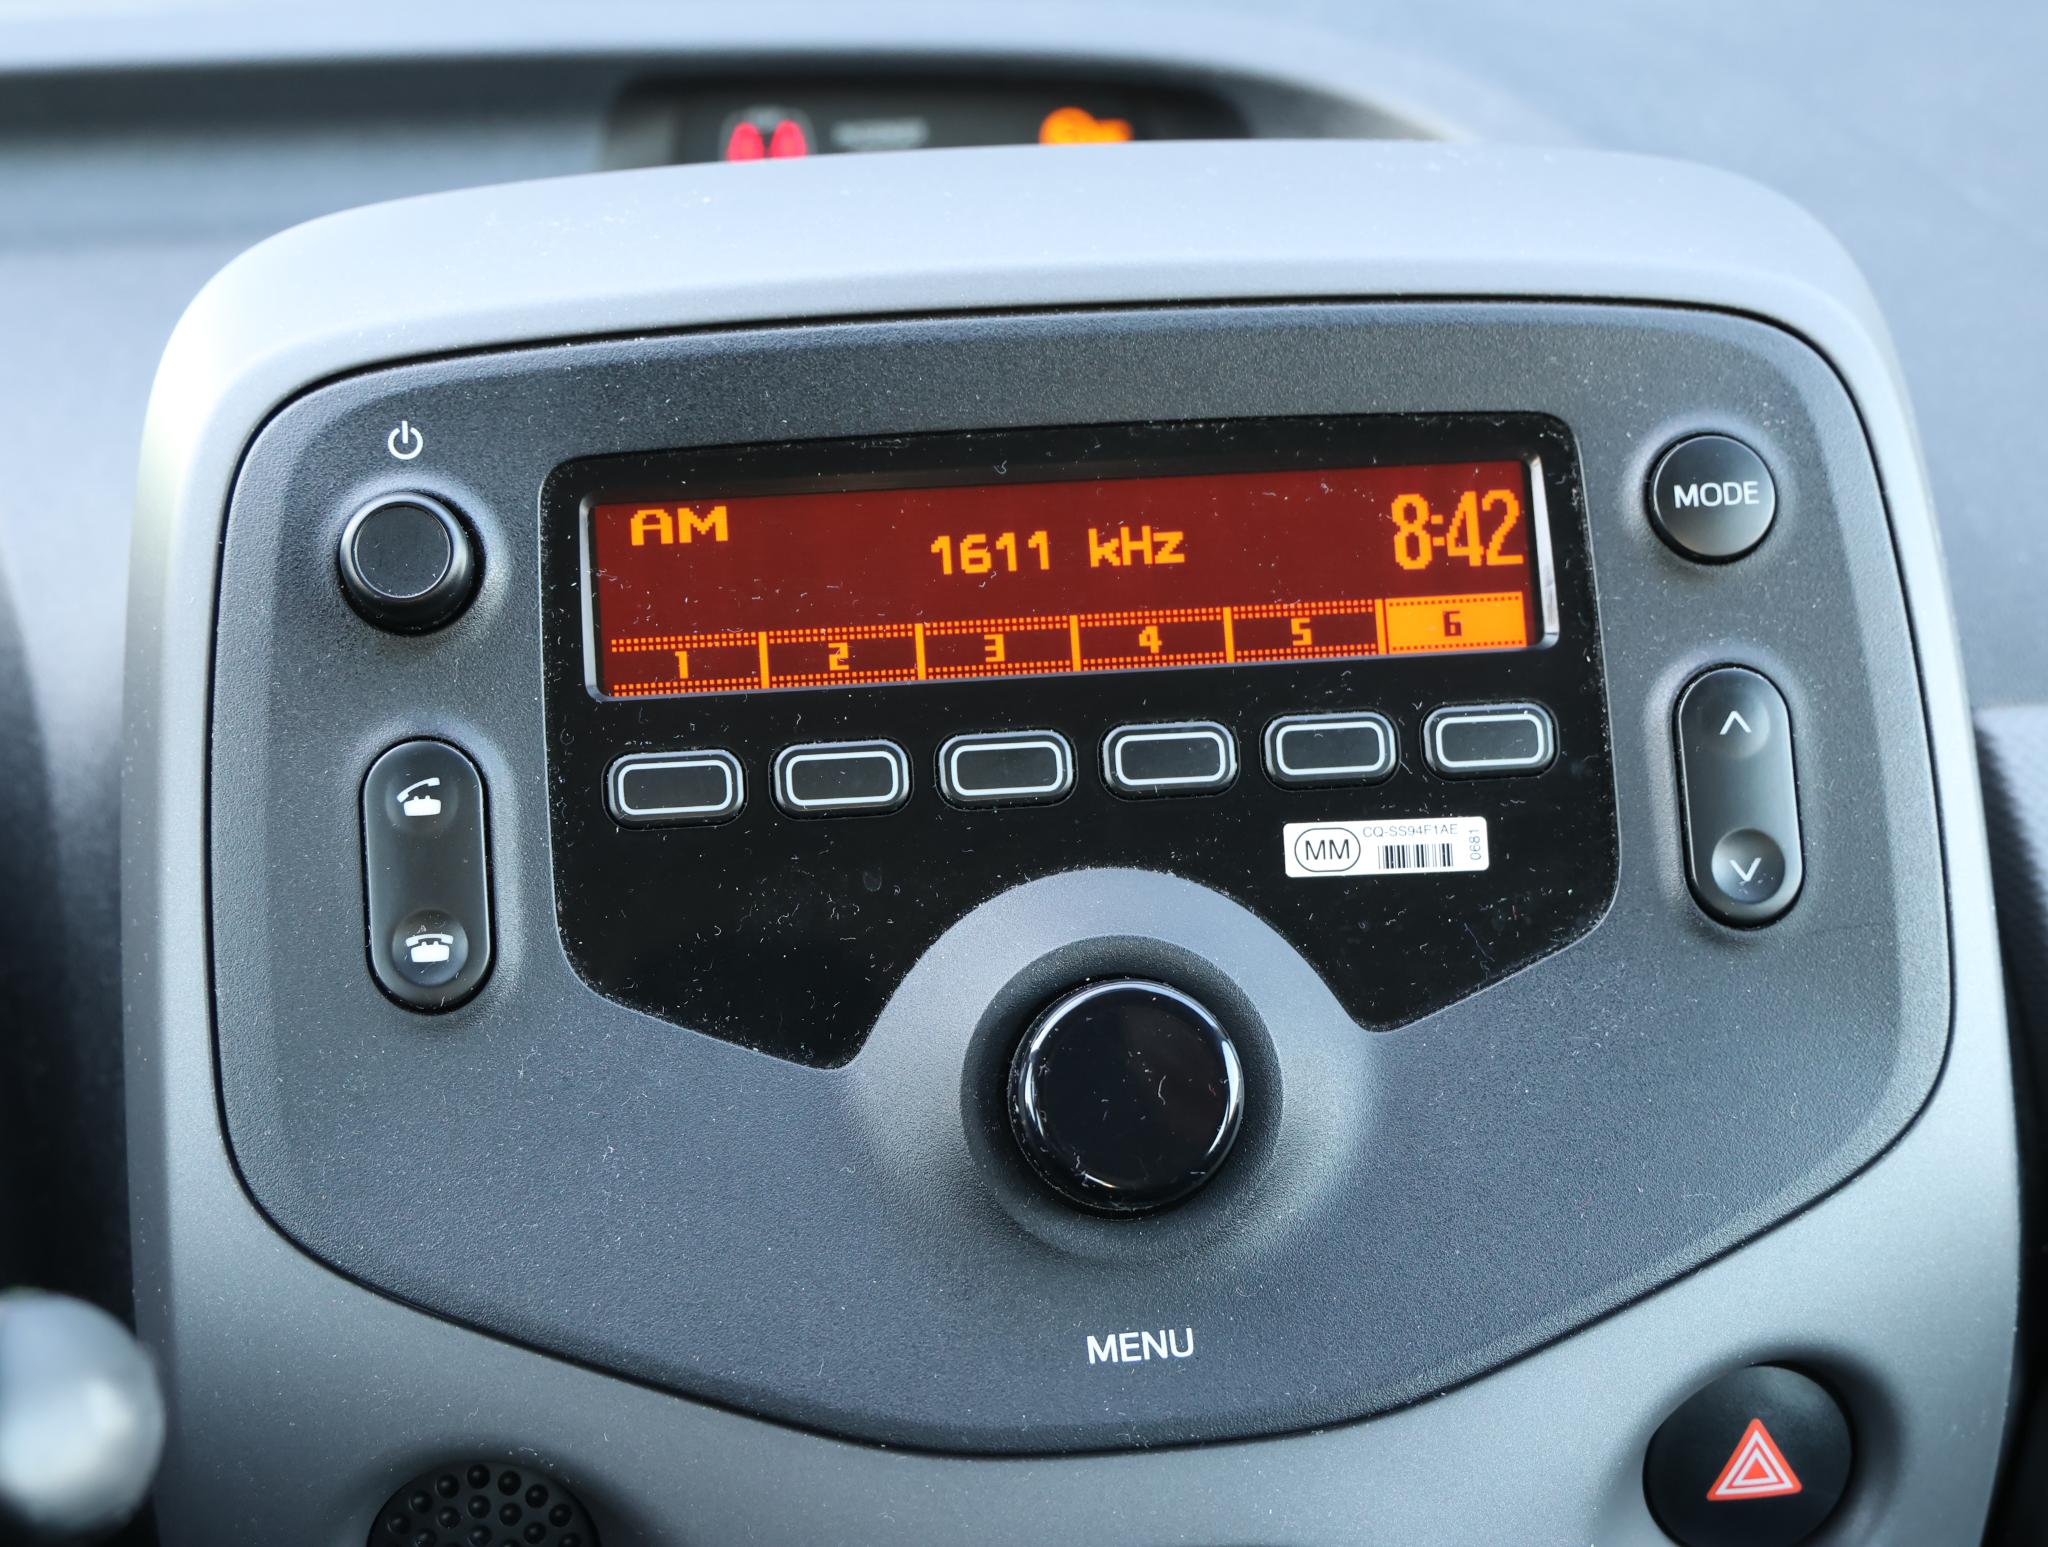 AM
1611 kHz
8:42
MODE
1 2 3 4 5 6
MM
CQ-SS94F1AE
0681
MENU